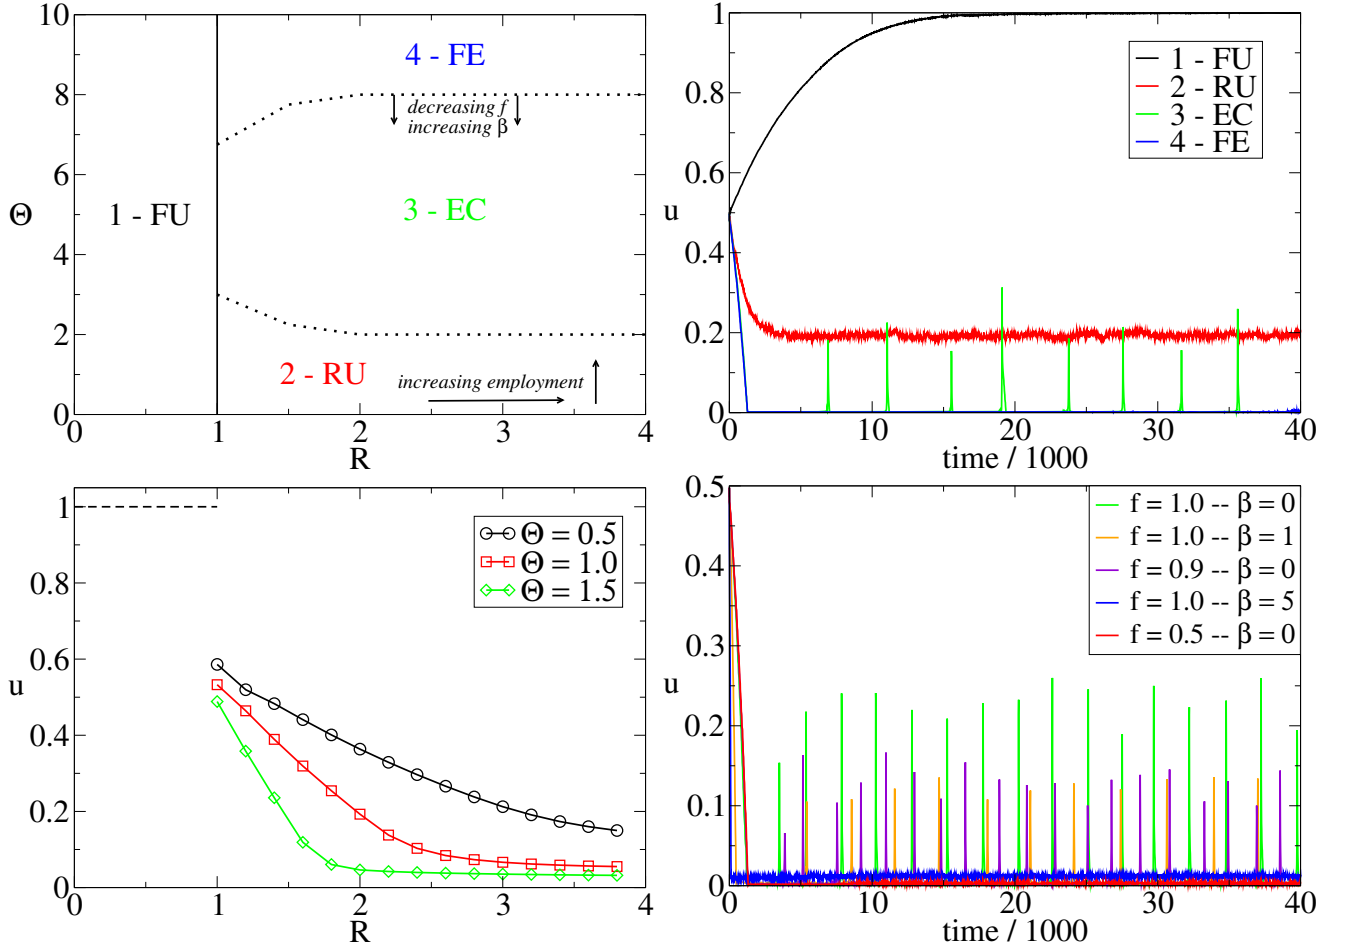 10
8
6
4
2
0
Θ
0
1
2
3
4
R
4 - FE
decreasing f
increasing β
1 - FU
3 - EC
2 - RU
increasing employment
1
0.8
0.6
0.4
0.2
0
u
0
10
20
30
40
time / 1000
1 - FU
2 - RU
3 - EC
4 - FE
1
0.8
0.6
0.4
0.2
0
u
0
1
2
3
4
R
Θ = 0.5
Θ = 1.0
Θ = 1.5
0.5
0.4
0.3
0.2
0.1
0
u
0
10
20
30
40
time / 1000
f = 1.0 -- β = 0
f = 1.0 -- β = 1
f = 0.9 -- β = 0
f = 1.0 -- β = 5
f = 0.5 -- β = 0